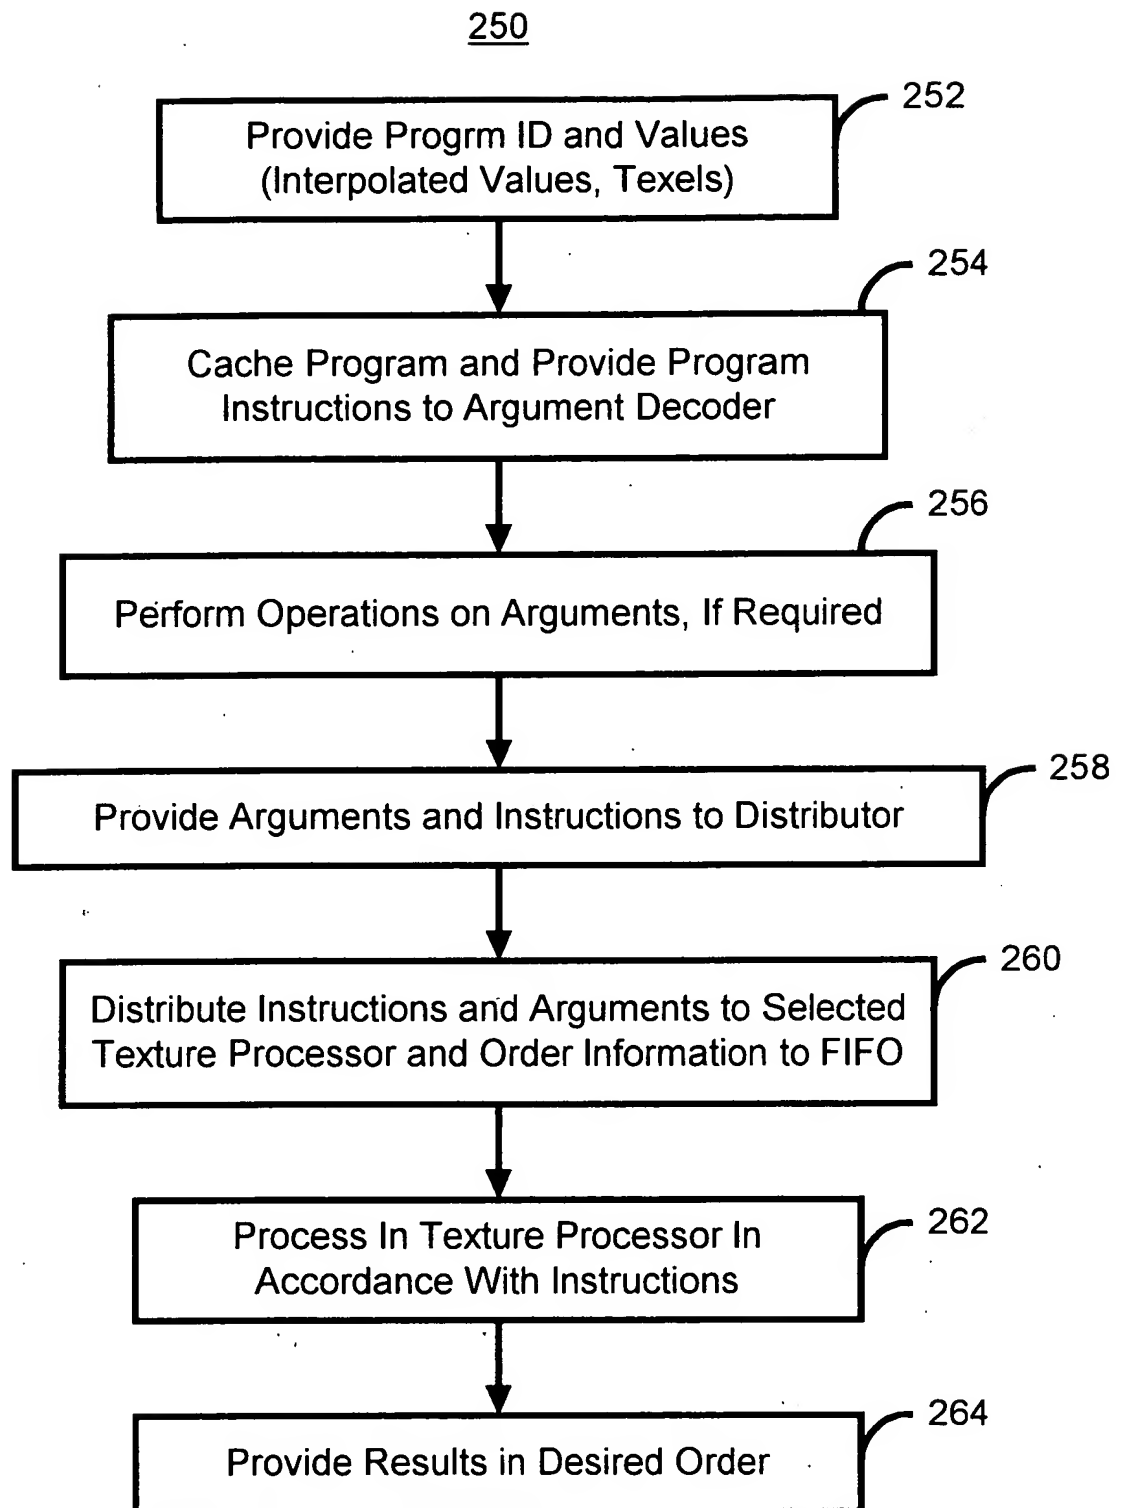 250
252
Provide Progrm ID and Values
(Interpolated Values, Texels)
254
Cache Program and Provide Program
Instructions to Argument Decoder
256
Perform Operations on Arguments, If Required
258
Provide Arguments and Instructions to Distributor
260
Distribute Instructions and Arguments to Selected
Texture Processor and Order Information to FIFO
262
Process In Texture Processor In
Accordance With Instructions
264
Provide Results in Desired Order